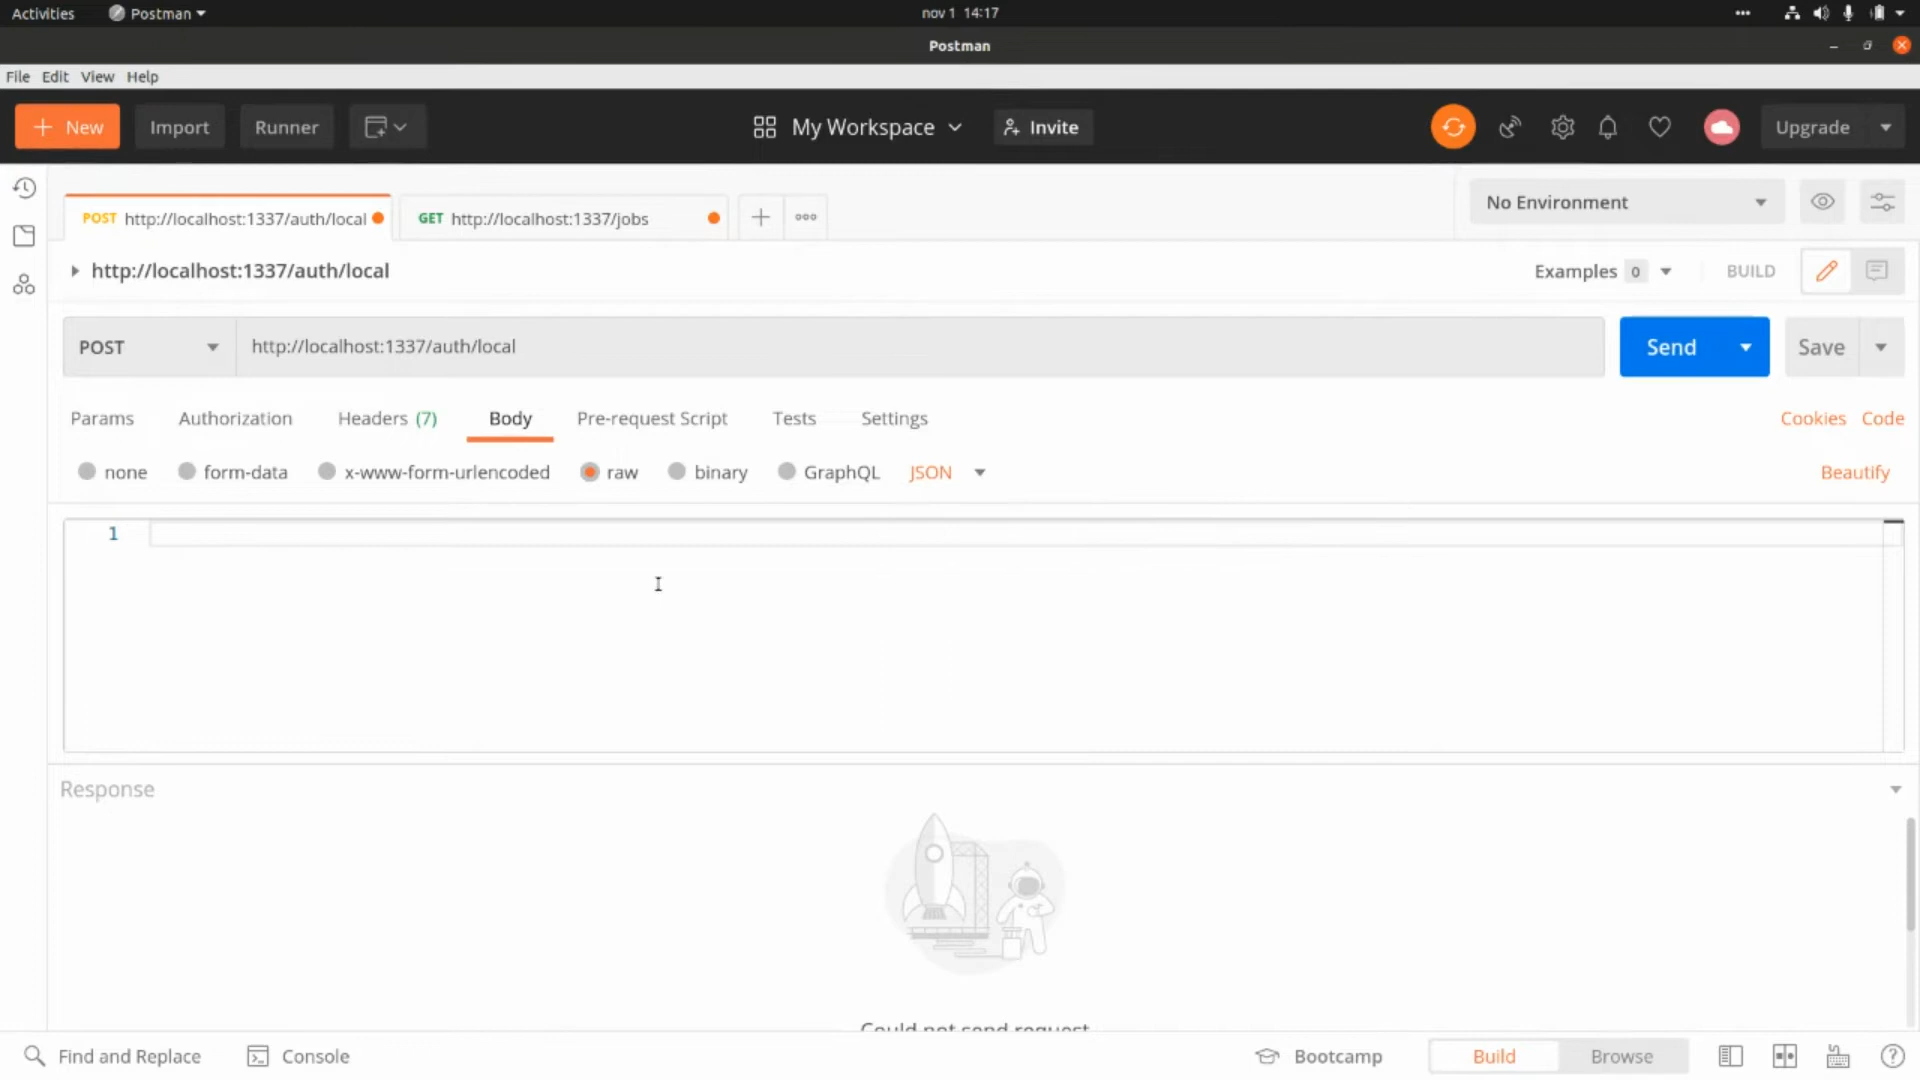 Activities Postman nov 1 14:17
Postman
File Edit View Help
New Import Runner My Workspace Invite Upgrade
POST http://localhost:1337/auth/local GET http://localhost:1337/jobs No Environment
http://localhost:1337/auth/local Examples 0 BUILD
POST http://localhost:1337/auth/local Send Save
Params Authorization Headers (7) Body Pre-request Script Tests Settings Cookies Code
none form-data x-www-form-urlencoded raw binary GraphQL JSON Beautify
1
Response
Could not send request
Find and Replace Console Bootcamp Build Browse